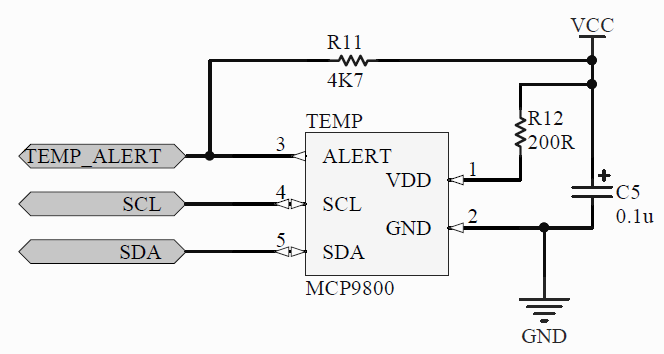 VCC
R11
4K7
TEMP
R12
200R
3
TEMP_ALERT
ALERT
1
VDD
4
SCL
SCL
C5
0.1u
2
GND
5
SDA
SDA
MCP9800
GND